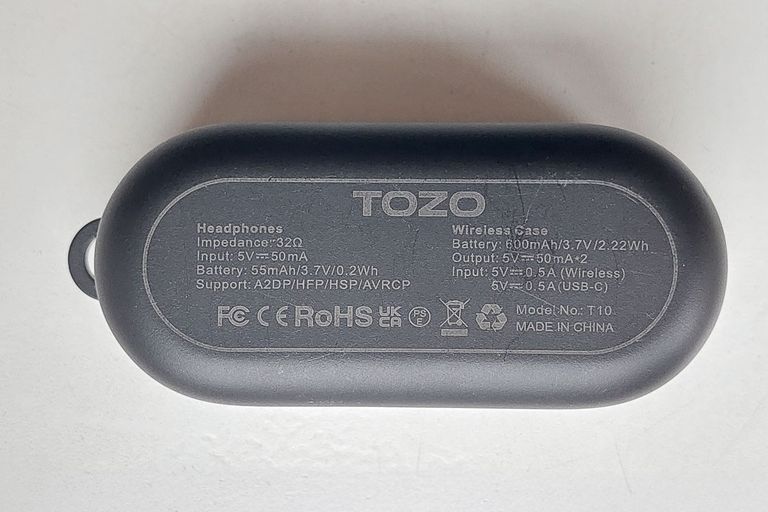 TOZO
Headphones
Impedance:32Ω
Input: 5V⎓50mA
Battery: 55mAh/3.7V/0.2Wh
Support: A2DP/HFP/HSP/AVRCP
Wireless Case
Battery: 600mAh/3.7V/2.22Wh
Output: 5V⎓50mA*2
Input: 5V⎓0.5A (Wireless)
5V⎓0.5A (USB-C)
FC CE RoHS UK CA PS E
Model No.: T10
MADE IN CHINA